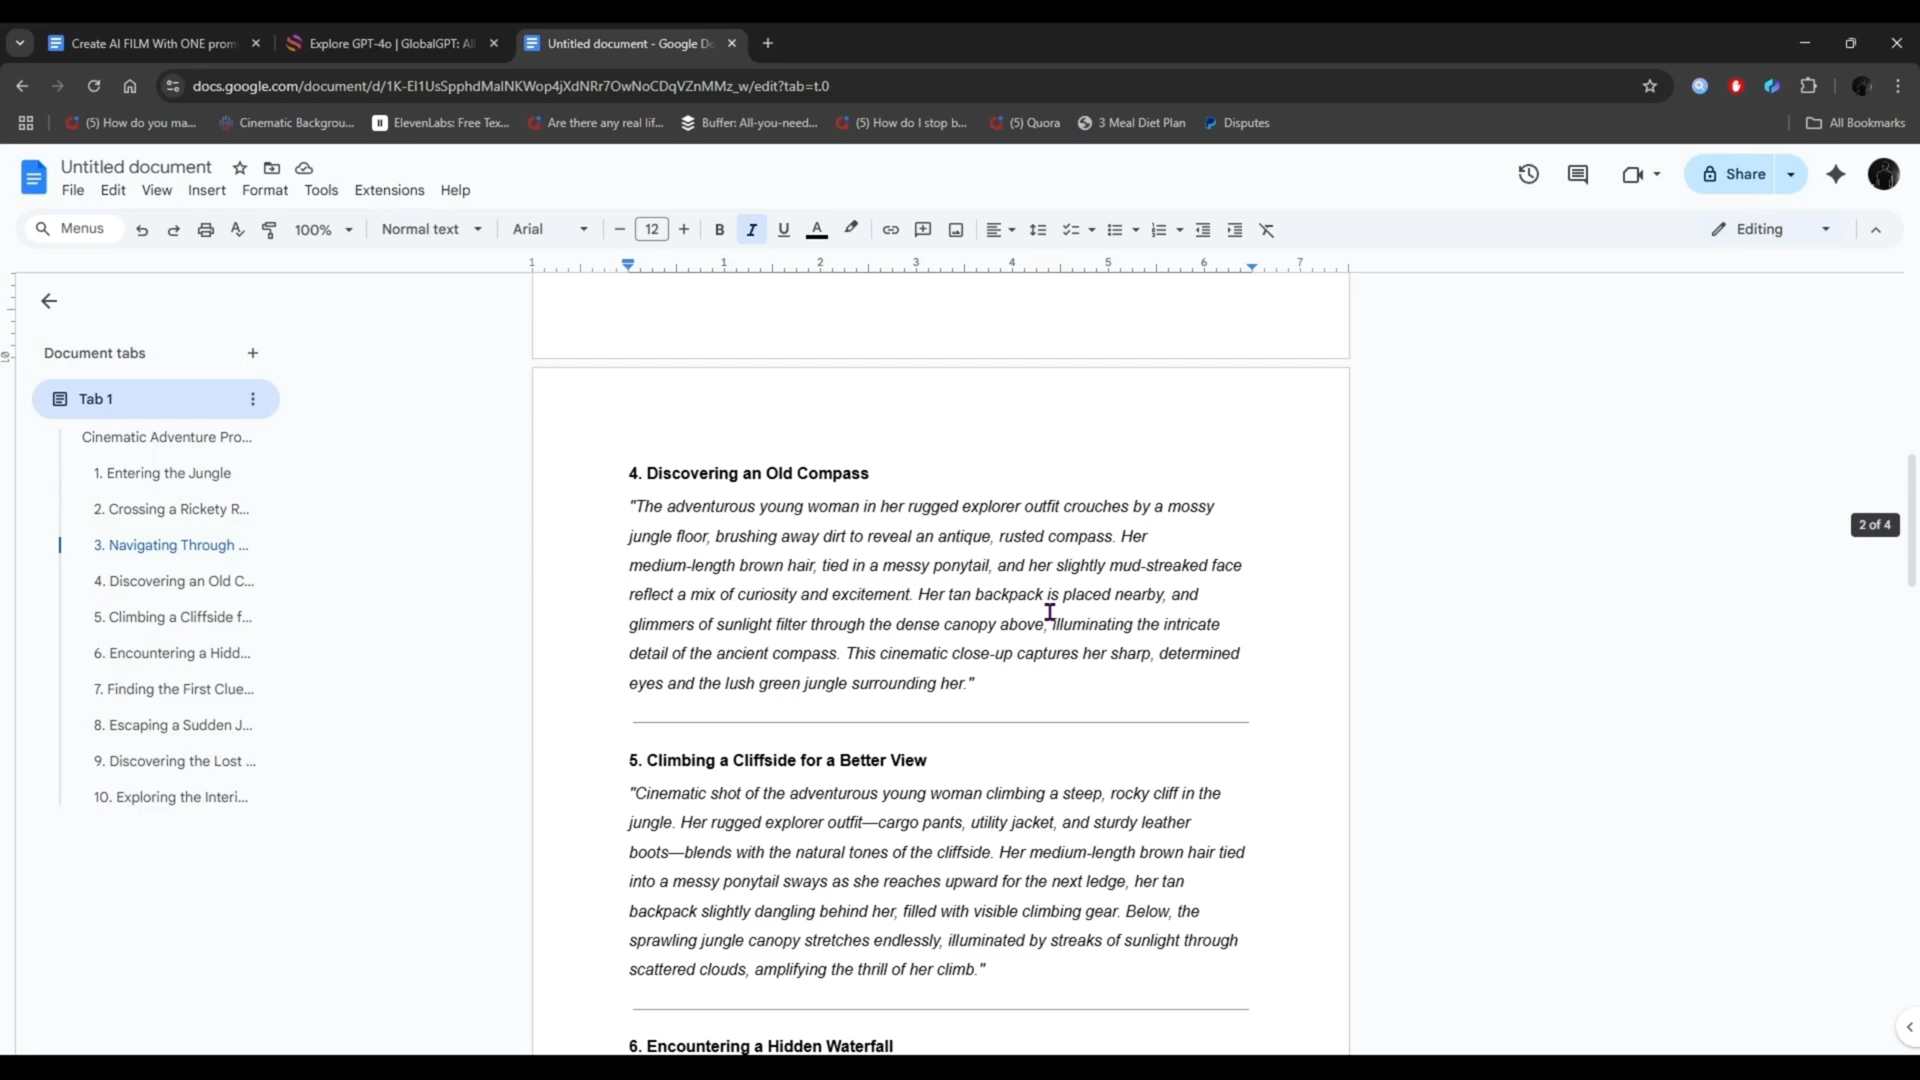 Create AI FILM With ONE prom
Explore GPT-4o | GlobalGPT: Al
Untitled document - Google Do
docs.google.com/document/d/1K-EI1UsSpphdMalNKWop4jXdNRr7OwNoCDqVZnMMz_w/edit?tab=t.0
(5) How do you ma...
Cinematic Backgrou...
ElevenLabs: Free Tex...
Are there any real lif...
Buffer: All-you-need...
(5) How do I stop b...
(5) Quora
3 Meal Diet Plan
Disputes
All Bookmarks
Untitled document
File Edit View Insert Format Tools Extensions Help
Share
Menus
100%
Normal text
Arial
12
B I U A
Editing
1 1 2 3 4 5 6 7
Document tabs
Tab 1
Cinematic Adventure Pro...
1. Entering the Jungle
2. Crossing a Rickety R...
3. Navigating Through ...
4. Discovering an Old C...
5. Climbing a Cliffside f...
6. Encountering a Hidd...
7. Finding the First Clue...
8. Escaping a Sudden J...
9. Discovering the Lost ...
10. Exploring the Interi...
4. Discovering an Old Compass
"The adventurous young woman in her rugged explorer outfit crouches by a mossy
jungle floor, brushing away dirt to reveal an antique, rusted compass. Her
medium-length brown hair, tied in a messy ponytail, and her slightly mud-streaked face
reflect a mix of curiosity and excitement. Her tan backpack is placed nearby, and
glimmers of sunlight filter through the dense canopy above, illuminating the intricate
detail of the ancient compass. This cinematic close-up captures her sharp, determined
eyes and the lush green jungle surrounding her."
5. Climbing a Cliffside for a Better View
"Cinematic shot of the adventurous young woman climbing a steep, rocky cliff in the
jungle. Her rugged explorer outfit—cargo pants, utility jacket, and sturdy leather
boots—blends with the natural tones of the cliffside. Her medium-length brown hair tied
into a messy ponytail sways as she reaches upward for the next ledge, her tan
backpack slightly dangling behind her, filled with visible climbing gear. Below, the
sprawling jungle canopy stretches endlessly, illuminated by streaks of sunlight through
scattered clouds, amplifying the thrill of her climb."
6. Encountering a Hidden Waterfall
2 of 4